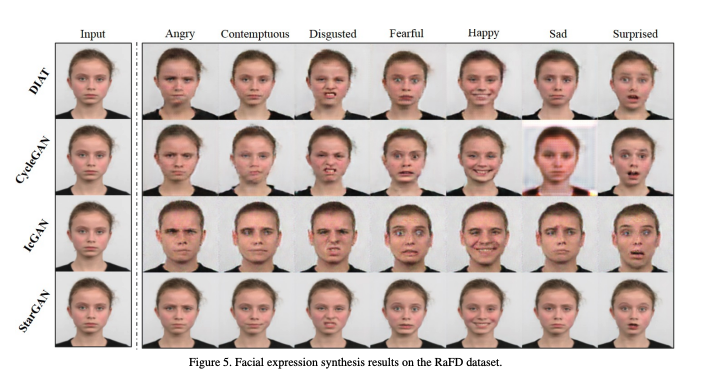 Input Angry Contemptuous Disgusted Fearful Happy Sad Surprised
DIAT
CycleGAN
IcGAN
StarGAN
Figure 5. Facial expression synthesis results on the RaFD dataset.